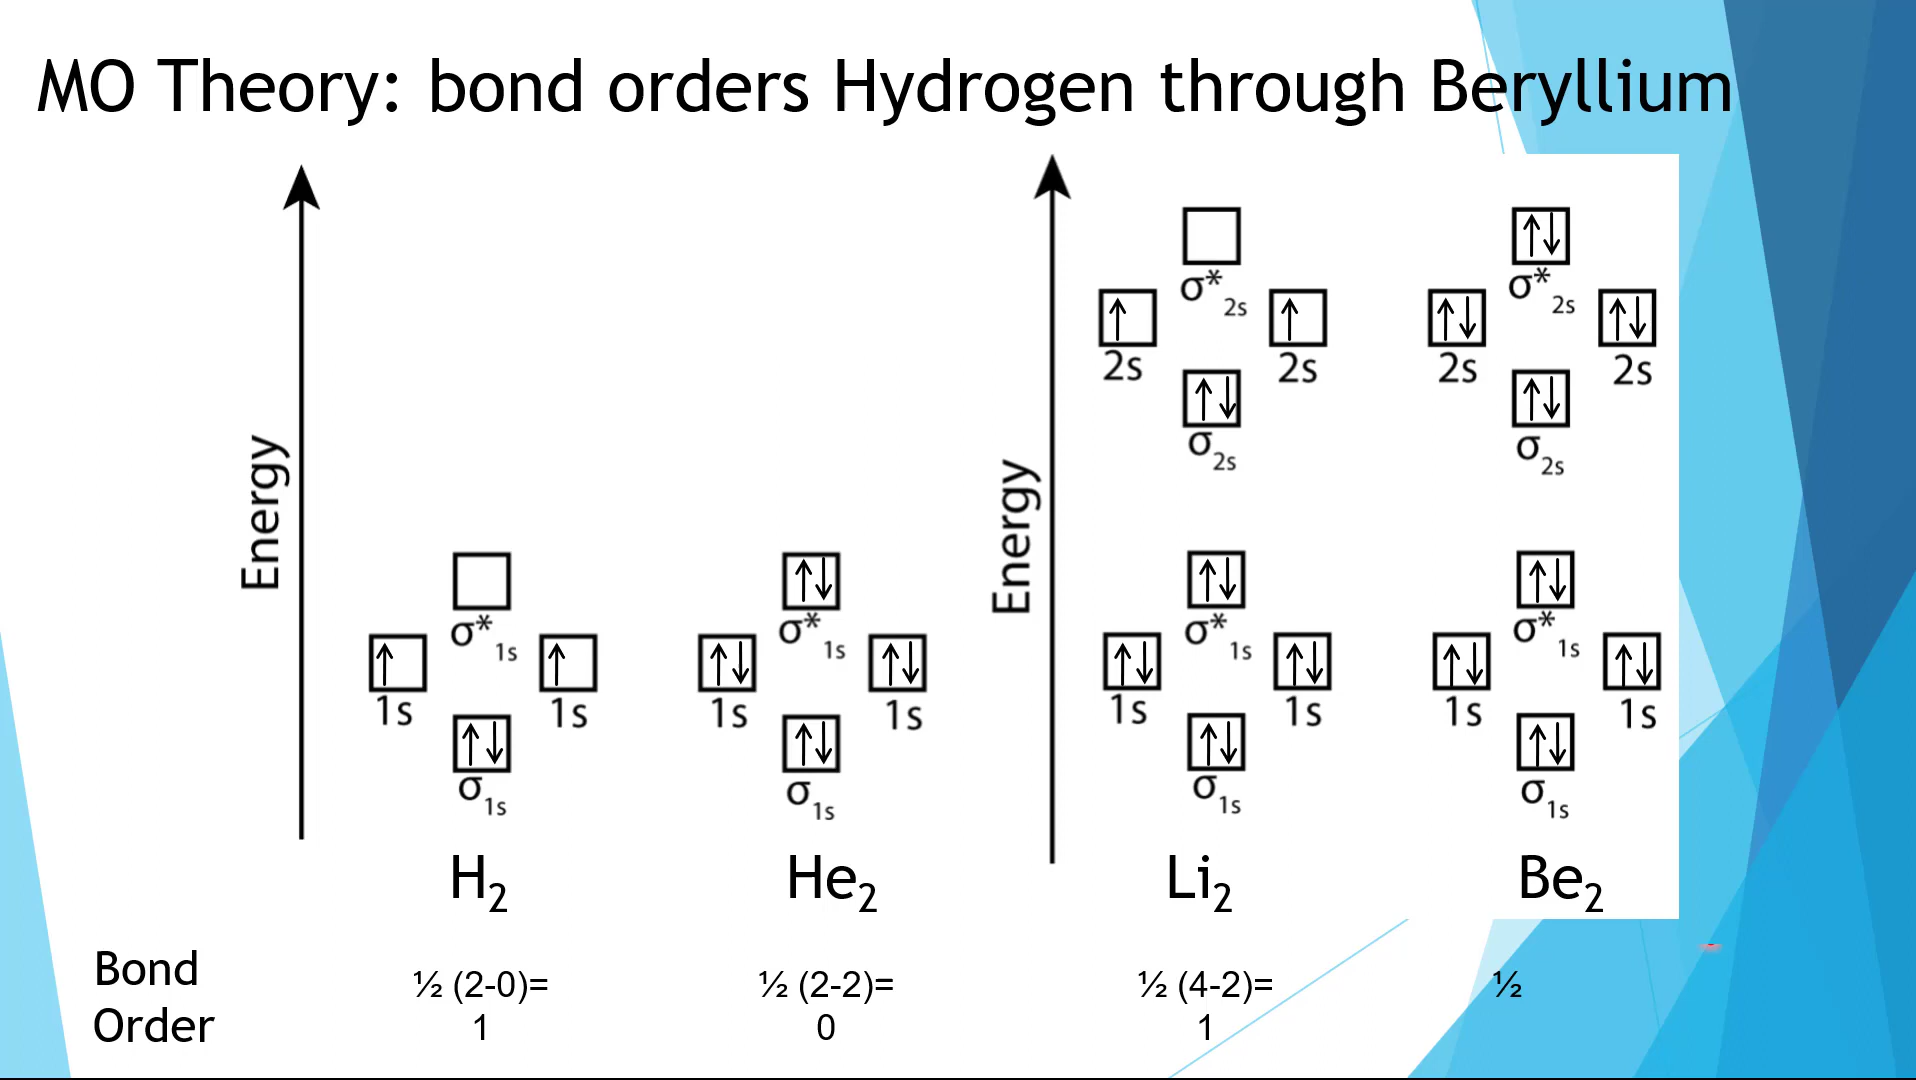 MO Theory: bond orders Hydrogen through Beryllium
Energy
σ*1s
1s 1s
σ1s
H2
σ*1s
1s 1s
σ1s
He2
Energy
σ*2s
2s 2s
σ2s
σ*1s
1s 1s
σ1s
Li2
σ*2s
2s 2s
σ2s
σ*1s
1s 1s
σ1s
Be2
Bond
Order
½ (2-0)=
1
½ (2-2)=
0
½ (4-2)=
1
½